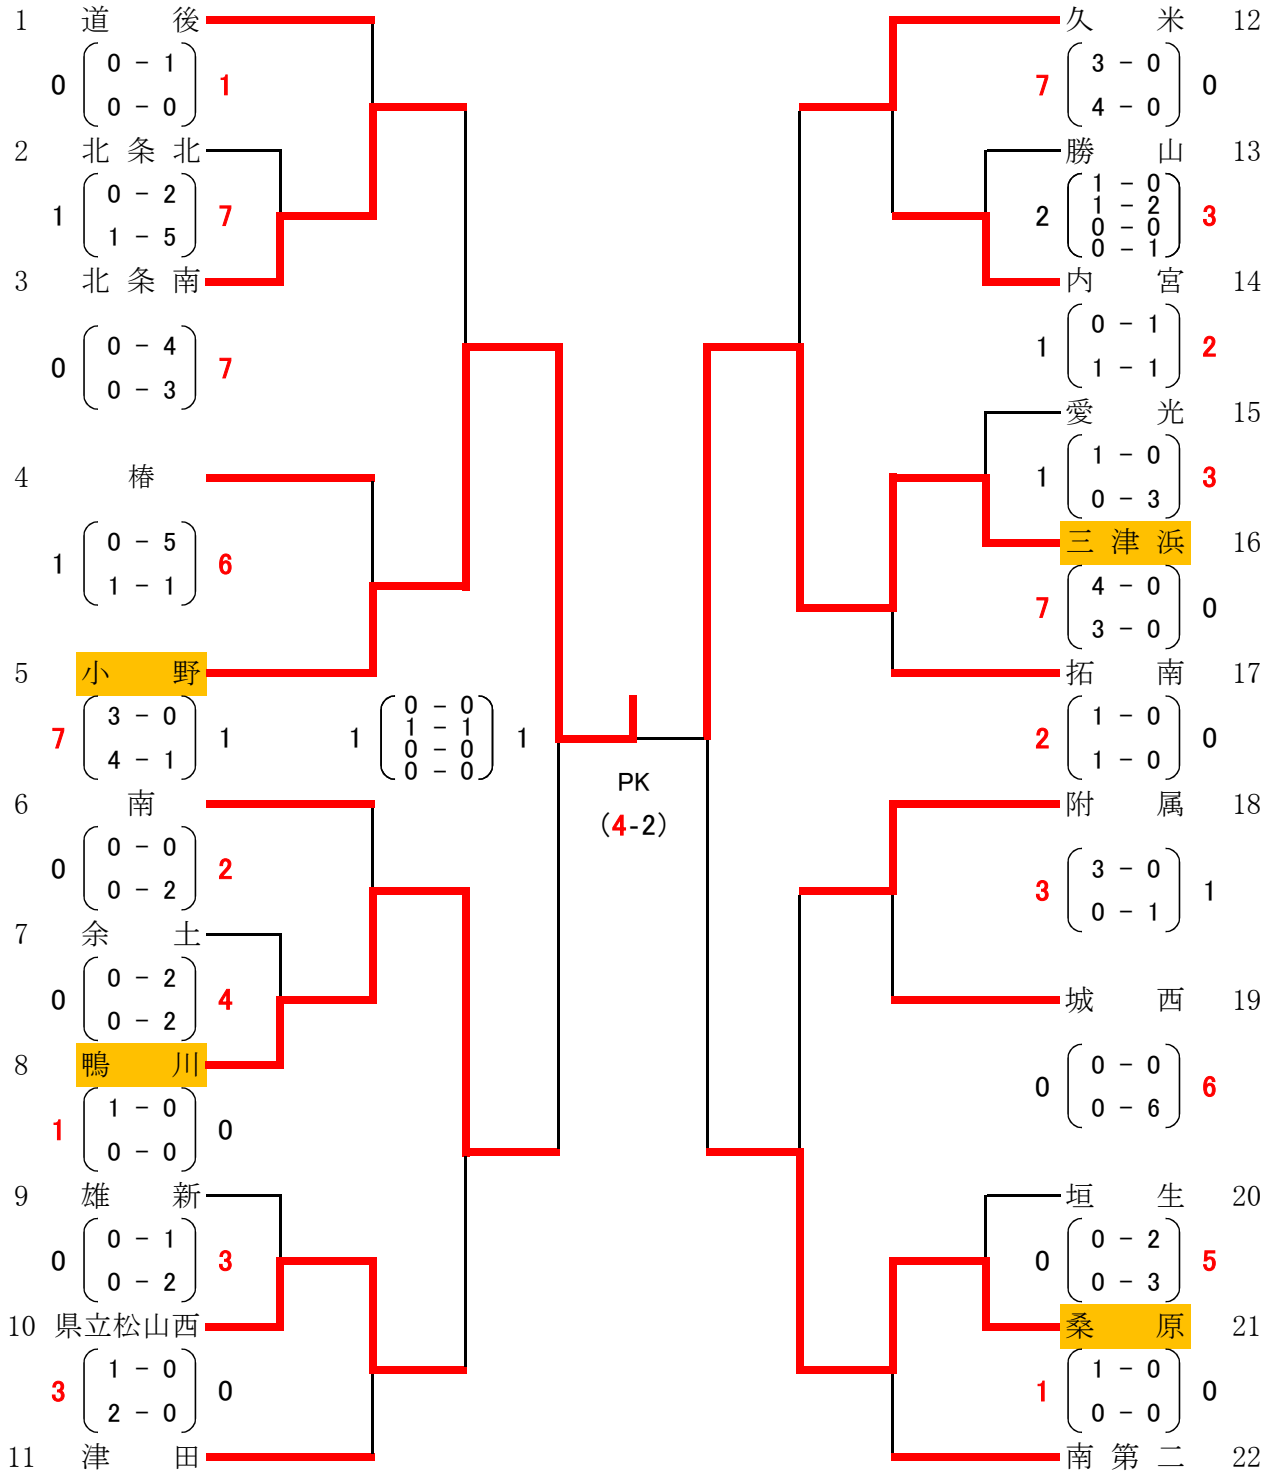 1 道後
0 0 - 1 1
0 - 0
2 北条北
1 0 - 2 7
1 - 5
3 北条南
0 0 - 4 7
0 - 3
4 椿
1 0 - 5 6
1 - 1
5 小野
7 3 - 0 1
4 - 1
6 南
0 0 - 0 2
0 - 2
7 余土
0 0 - 2 4
0 - 2
8 鴨川
1 1 - 0 0
0 - 0
9 雄新
0 0 - 1 3
0 - 2
10 県立松山西
3 1 - 0 0
2 - 0
11 津田
0 - 0
1 1 - 1 1
0 - 0
0 - 0
PK
(4-2)
久米 12
7 3 - 0 0
4 - 0
勝山 13
1 - 0
2 1 - 2 3
0 - 0
0 - 1
内宮 14
1 0 - 1 2
1 - 1
愛光 15
1 1 - 0 3
0 - 3
三津浜 16
7 4 - 0 0
3 - 0
拓南 17
2 1 - 0 0
1 - 0
附属 18
3 3 - 0 1
0 - 1
城西 19
0 0 - 0 6
0 - 6
垣生 20
0 0 - 2 5
0 - 3
桑原 21
1 1 - 0 0
0 - 0
南第二 22